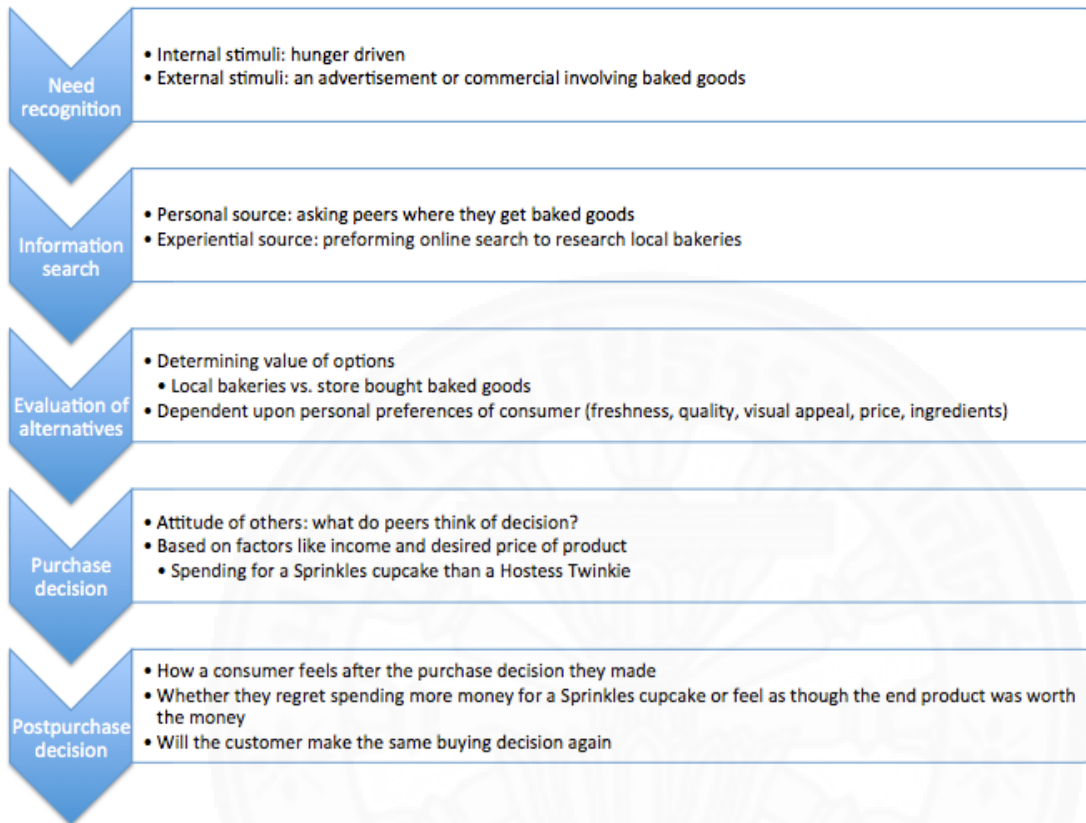 Need
recognition
• Internal stimuli: hunger driven
• External stimuli: an advertisement or commercial involving baked goods
Information
search
• Personal source: asking peers where they get baked goods
• Experiential source: preforming online search to research local bakeries
Evaluation of
alternatives
• Determining value of options
• Local bakeries vs. store bought baked goods
• Dependent upon personal preferences of consumer (freshness, quality, visual appeal, price, ingredients)
Purchase
decision
• Attitude of others: what do peers think of decision?
• Based on factors like income and desired price of product
• Spending for a Sprinkles cupcake than a Hostess Twinkie
Postpurchase
decision
• How a consumer feels after the purchase decision they made
• Whether they regret spending more money for a Sprinkles cupcake or feel as though the end product was worth
the money
• Will the customer make the same buying decision again